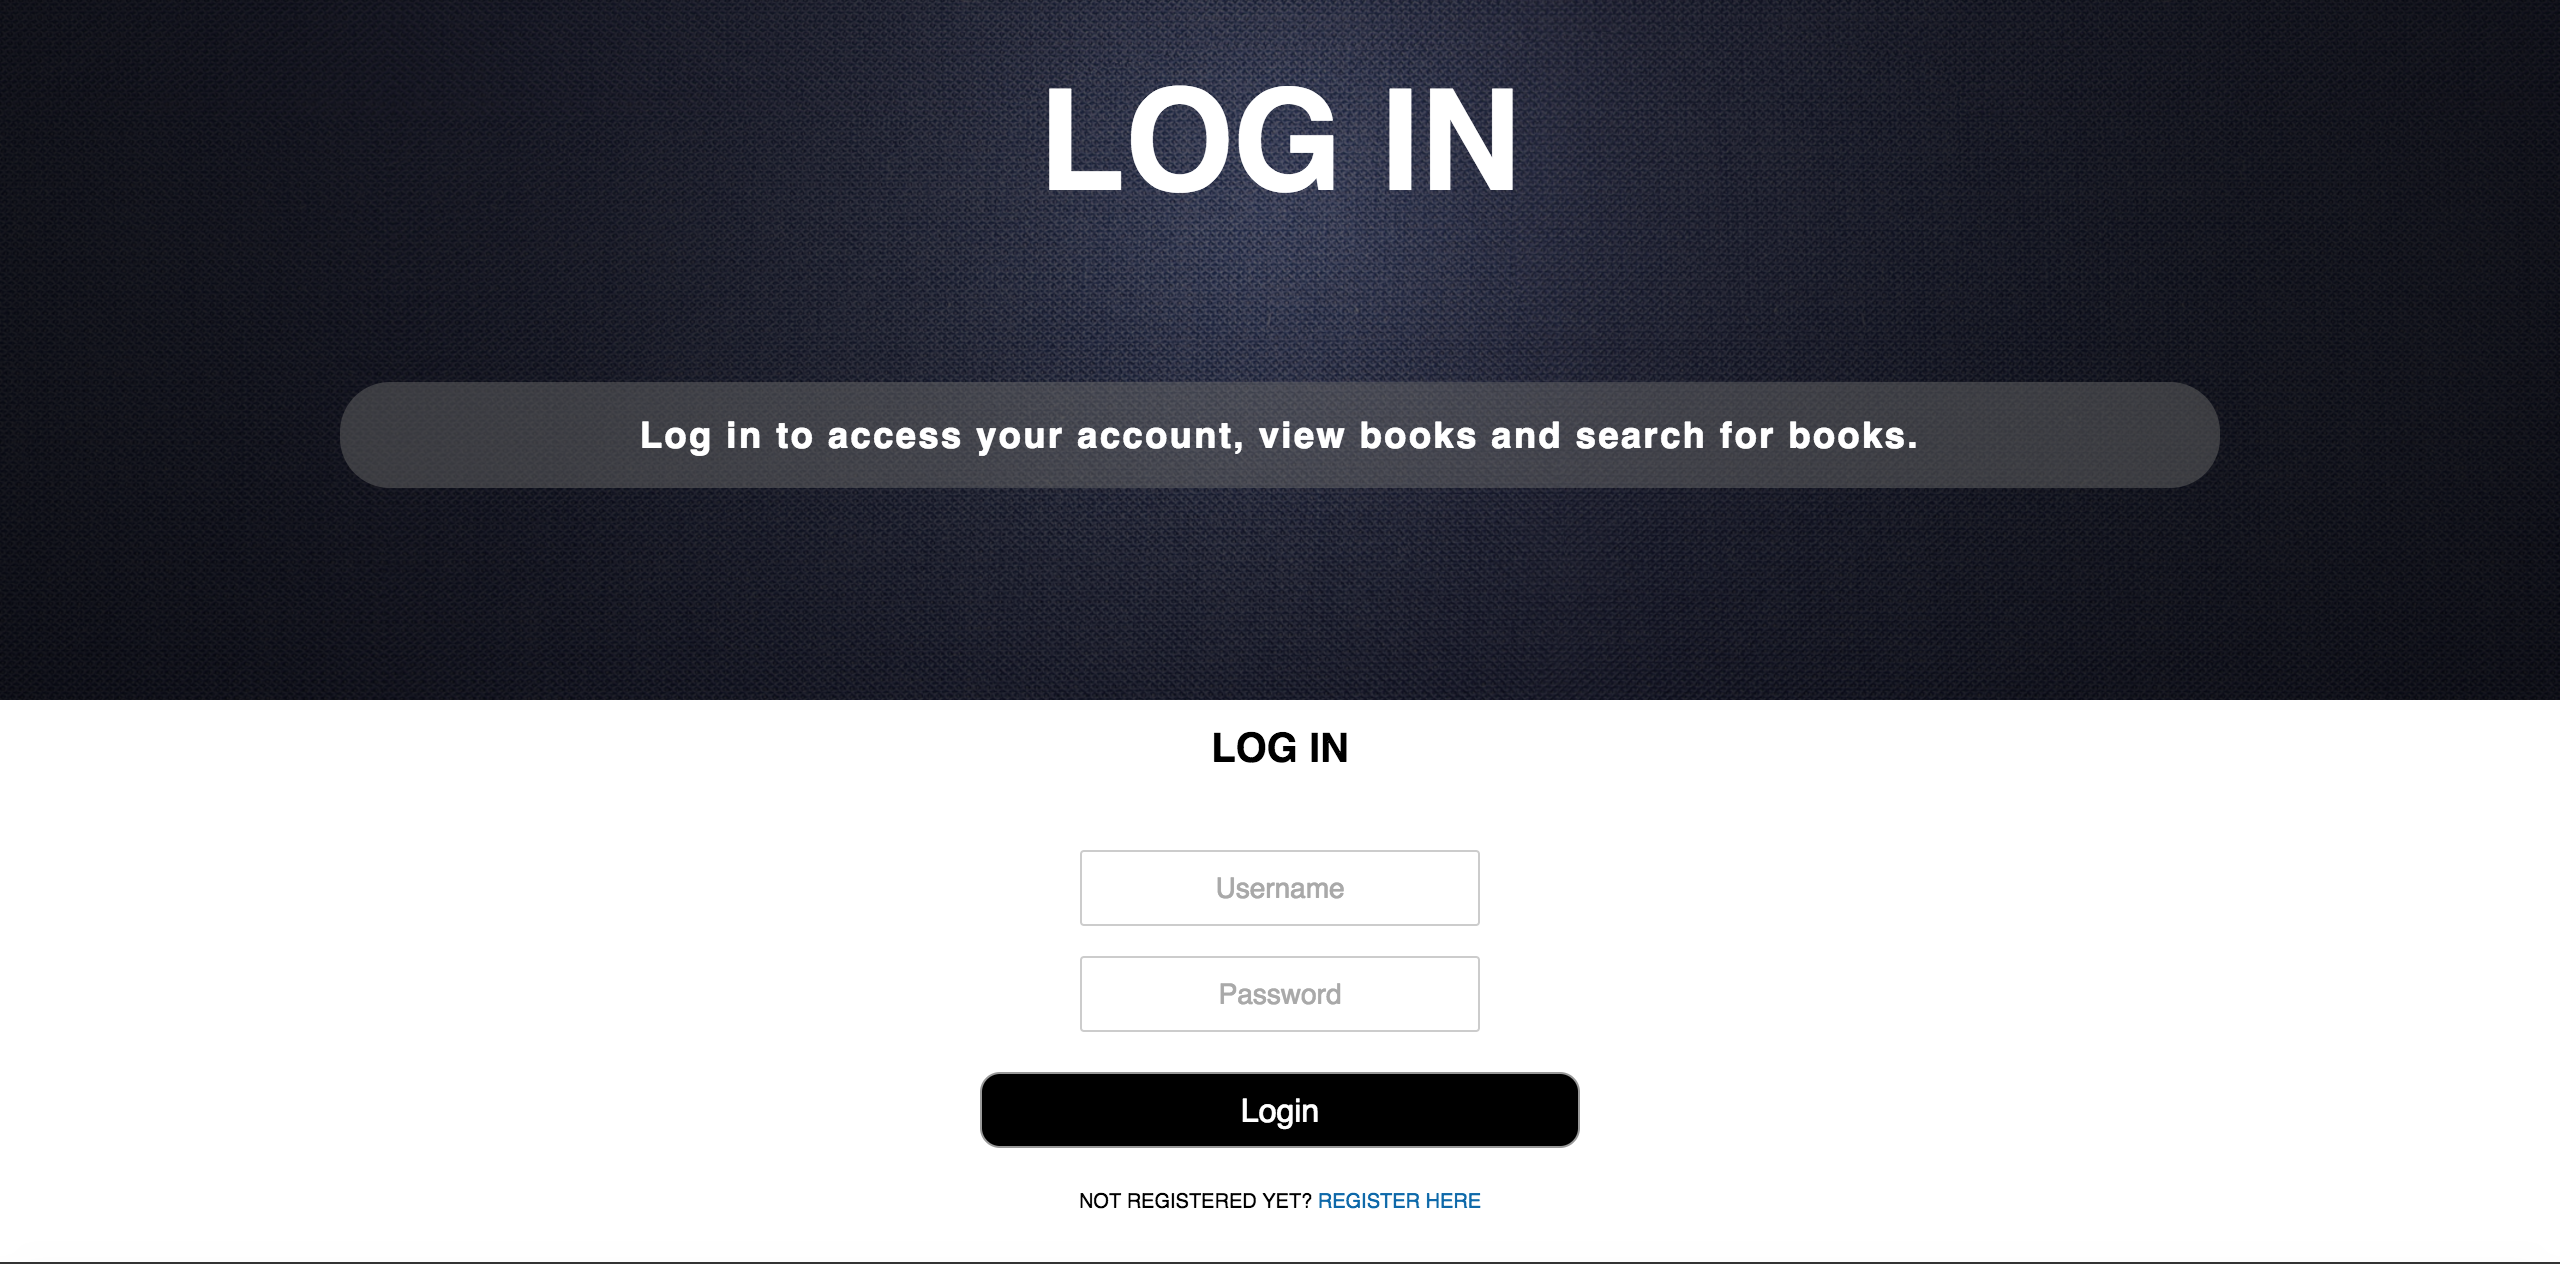 LOG IN
Log in to access your account, view books and search for books.
LOG IN
Username
Password
Login
NOT REGISTERED YET? REGISTER HERE